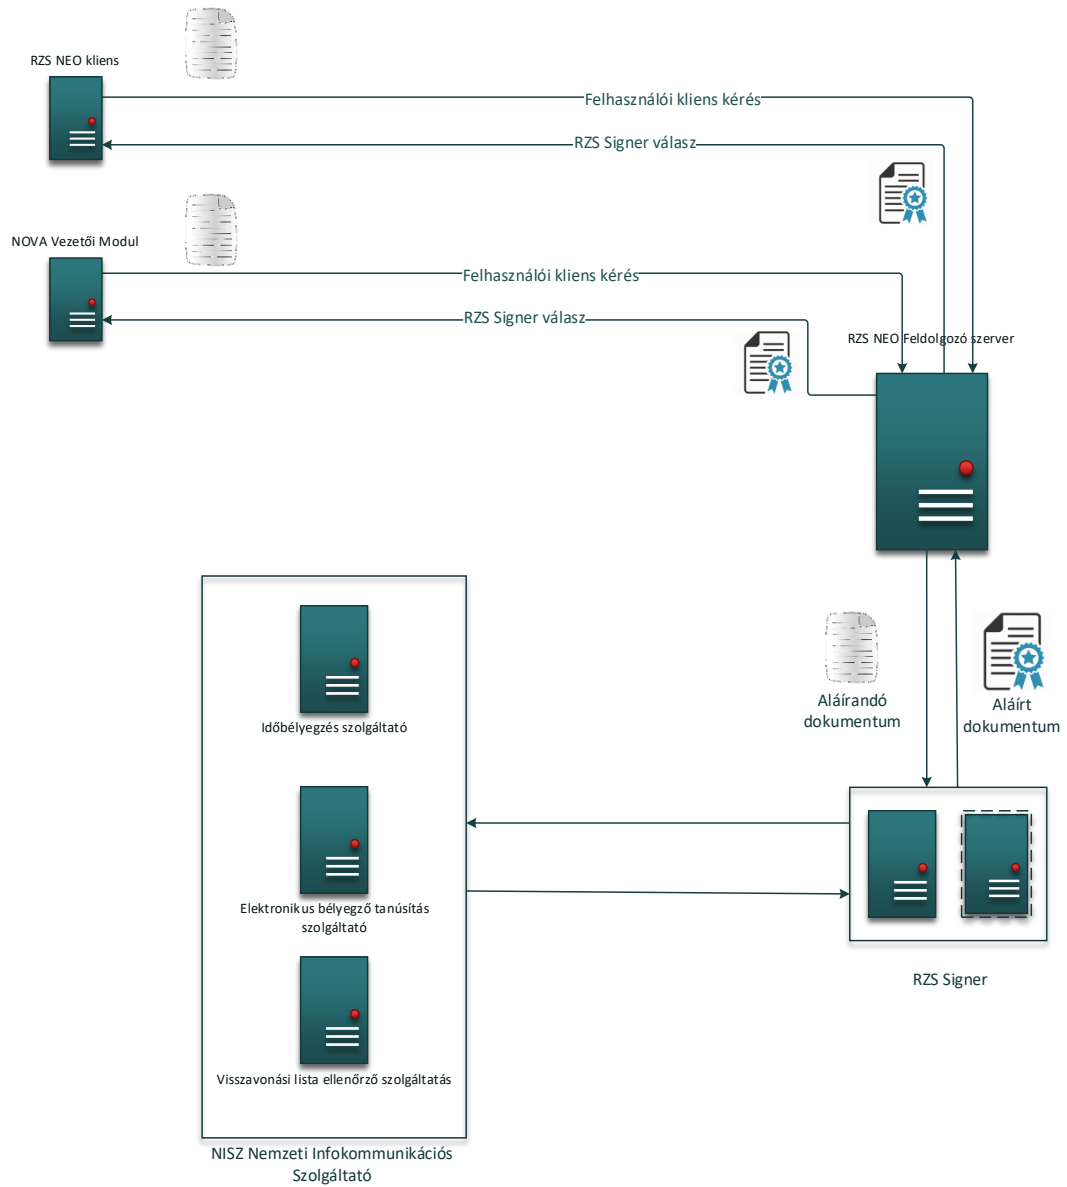 RZS NEO kliens
Felhasználói kliens kérés
RZS Signer válasz
NOVA Vezetői Modul
Felhasználói kliens kérés
RZS Signer válasz
RZS NEO Feldolgozó szerver
Aláírandó
dokumentum
Aláírt
dokumentum
Időbélyegzés szolgáltató
Elektronikus bélyegző tanúsítás
szolgáltató
RZS Signer
Visszavonási lista ellenőrző szolgáltatás
NISZ Nemzeti Infokommunikációs
Szolgáltató